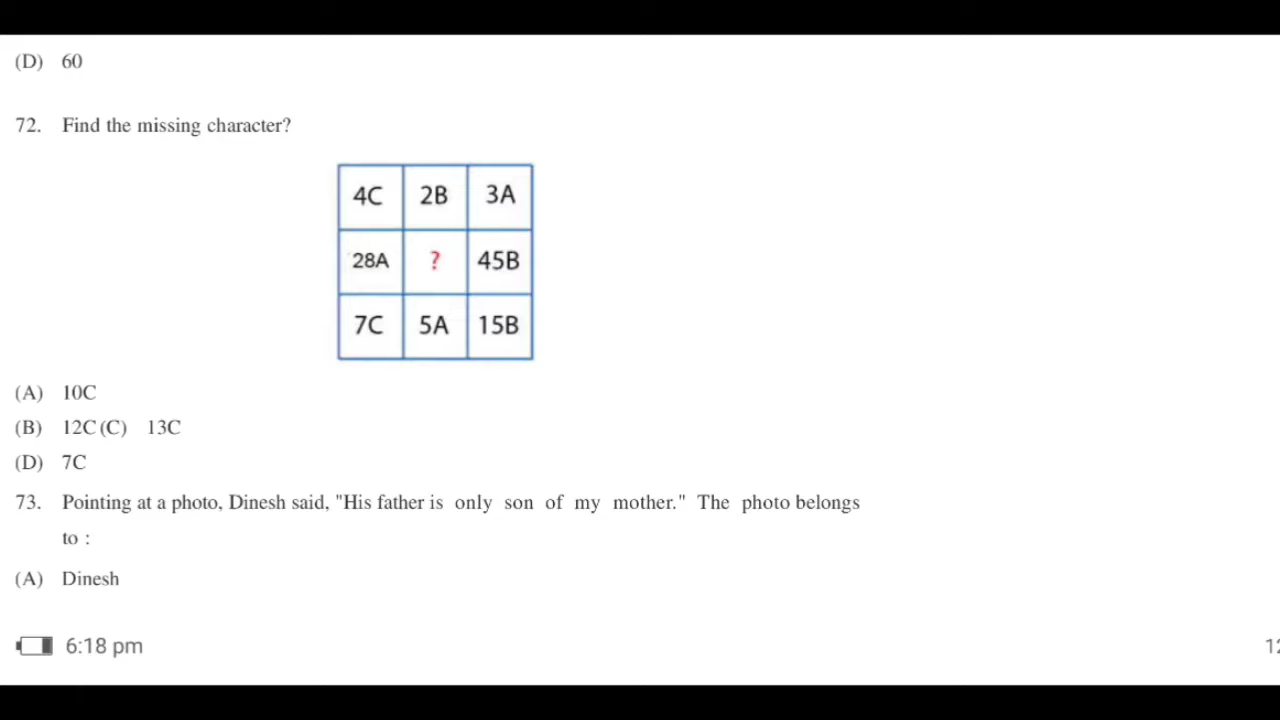 (D) 60
72. Find the missing character?
4C 2B 3A
28A ? 45B
7C 5A 15B
(A) 10C
(B) 12C (C) 13C
(D) 7C
73. Pointing at a photo, Dinesh said, "His father is only son of my mother." The photo belongs
to :
(A) Dinesh
6:18 pm